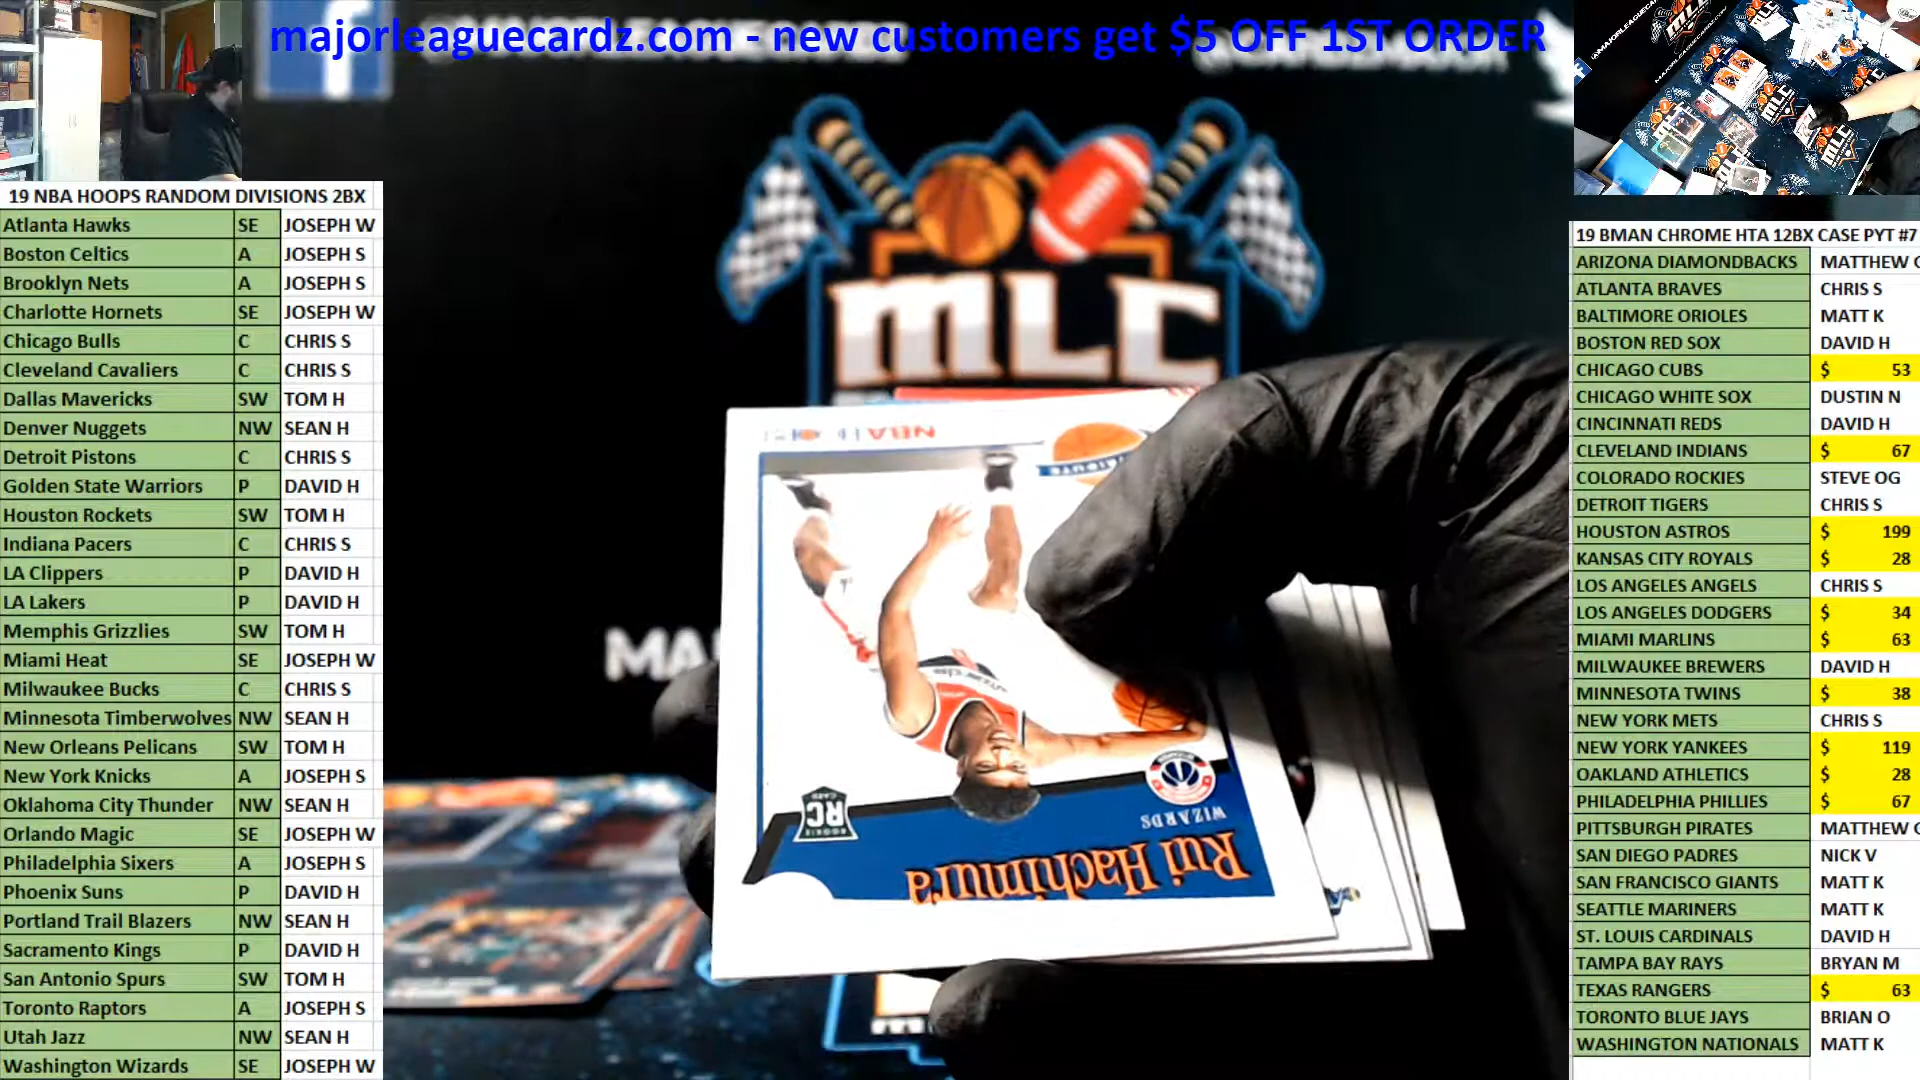 majorleaguecardz.com - new customers get $5 OFF 1ST ORDER
19 NBA HOOPS RANDOM DIVISIONS 2BX
Atlanta Hawks SE JOSEPH W
Boston Celtics A JOSEPH S
Brooklyn Nets A JOSEPH S
Charlotte Hornets SE JOSEPH W
Chicago Bulls C CHRIS S
Cleveland Cavaliers C CHRIS S
Dallas Mavericks SW TOM H
Denver Nuggets NW SEAN H
Detroit Pistons C CHRIS S
Golden State Warriors P DAVID H
Houston Rockets SW TOM H
Indiana Pacers C CHRIS S
LA Clippers P DAVID H
LA Lakers P DAVID H
Memphis Grizzlies SW TOM H
Miami Heat SE JOSEPH W
Milwaukee Bucks C CHRIS S
Minnesota Timberwolves NW SEAN H
New Orleans Pelicans SW TOM H
New York Knicks A JOSEPH S
Oklahoma City Thunder NW SEAN H
Orlando Magic SE JOSEPH W
Philadelphia Sixers A JOSEPH S
Phoenix Suns P DAVID H
Portland Trail Blazers NW SEAN H
Sacramento Kings P DAVID H
San Antonio Spurs SW TOM H
Toronto Raptors A JOSEPH S
Utah Jazz NW SEAN H
Washington Wizards SE JOSEPH W
MLC
MA
NBA
TRIBUTE
RC
ROOKIE CARD
WIZARDS
Rui Hachimura
19 BMAN CHROME HTA 12BX CASE PYT #7
ARIZONA DIAMONDBACKS MATTHEW
ATLANTA BRAVES CHRIS S
BALTIMORE ORIOLES MATT K
BOSTON RED SOX DAVID H
CHICAGO CUBS $ 53
CHICAGO WHITE SOX DUSTIN N
CINCINNATI REDS DAVID H
CLEVELAND INDIANS $ 67
COLORADO ROCKIES STEVE OG
DETROIT TIGERS CHRIS S
HOUSTON ASTROS $ 199
KANSAS CITY ROYALS $ 28
LOS ANGELES ANGELS CHRIS S
LOS ANGELES DODGERS $ 34
MIAMI MARLINS $ 63
MILWAUKEE BREWERS DAVID H
MINNESOTA TWINS $ 38
NEW YORK METS CHRIS S
NEW YORK YANKEES $ 119
OAKLAND ATHLETICS $ 28
PHILADELPHIA PHILLIES $ 67
PITTSBURGH PIRATES MATTHEW
SAN DIEGO PADRES NICK V
SAN FRANCISCO GIANTS MATT K
SEATTLE MARINERS MATT K
ST. LOUIS CARDINALS DAVID H
TAMPA BAY RAYS BRYAN M
TEXAS RANGERS $ 63
TORONTO BLUE JAYS BRIAN O
WASHINGTON NATIONALS MATT K